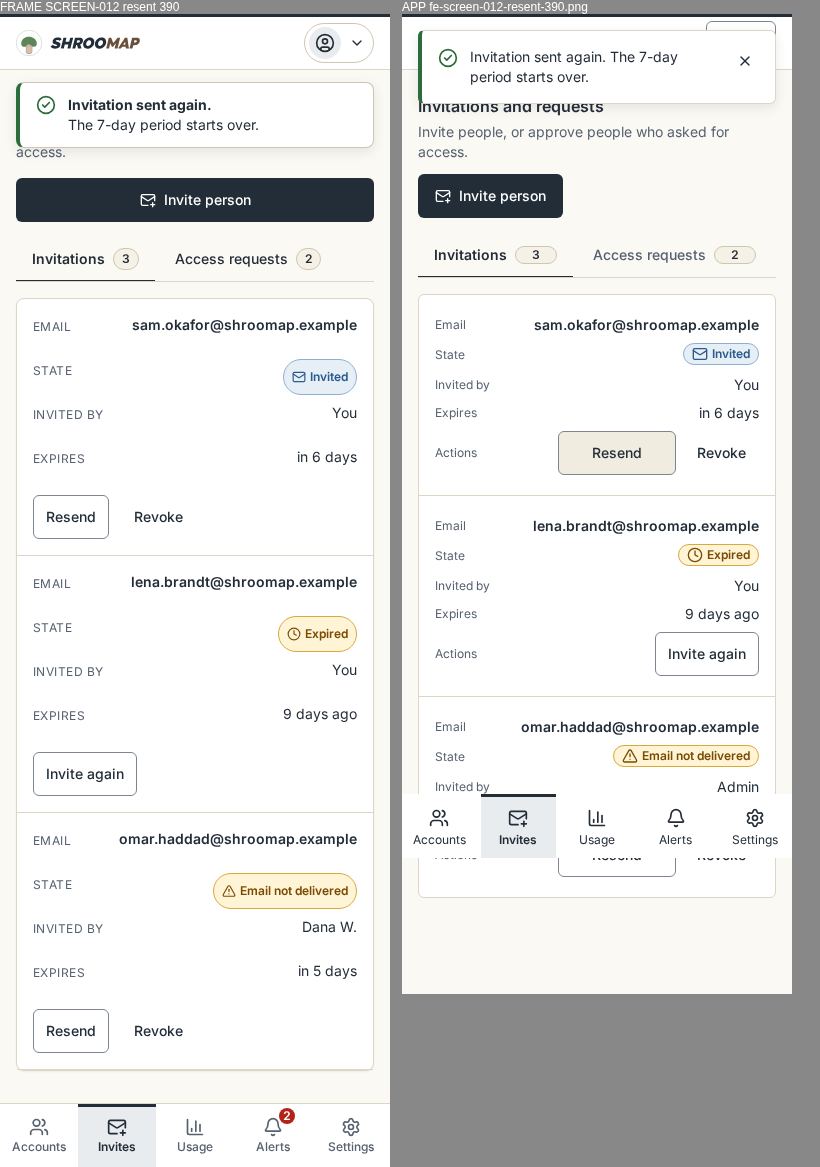 FRAME SCREEN-012 resent 390
SHROOMAP
Invitation sent again.
The 7-day period starts over.
access.
Invite person
Invitations 3
Access requests 2
EMAIL sam.okafor@shroomap.example
STATE Invited
INVITED BY You
EXPIRES in 6 days
Resend Revoke
EMAIL lena.brandt@shroomap.example
STATE Expired
INVITED BY You
EXPIRES 9 days ago
Invite again
EMAIL omar.haddad@shroomap.example
STATE Email not delivered
INVITED BY Dana W.
EXPIRES in 5 days
Resend Revoke
2
Accounts Invites Usage Alerts Settings
APP fe-screen-012-resent-390.png
Invitation sent again. The 7-day
period starts over.
Invitations and requests
Invite people, or approve people who asked for
access.
Invite person
Invitations 3
Access requests 2
Email sam.okafor@shroomap.example
State Invited
Invited by You
Expires in 6 days
Actions Resend Revoke
Email lena.brandt@shroomap.example
State Expired
Invited by You
Expires 9 days ago
Actions Invite again
Email omar.haddad@shroomap.example
State Email not delivered
Invited by Admin
Accounts Invites Usage Alerts Settings
Actions Resend Revoke